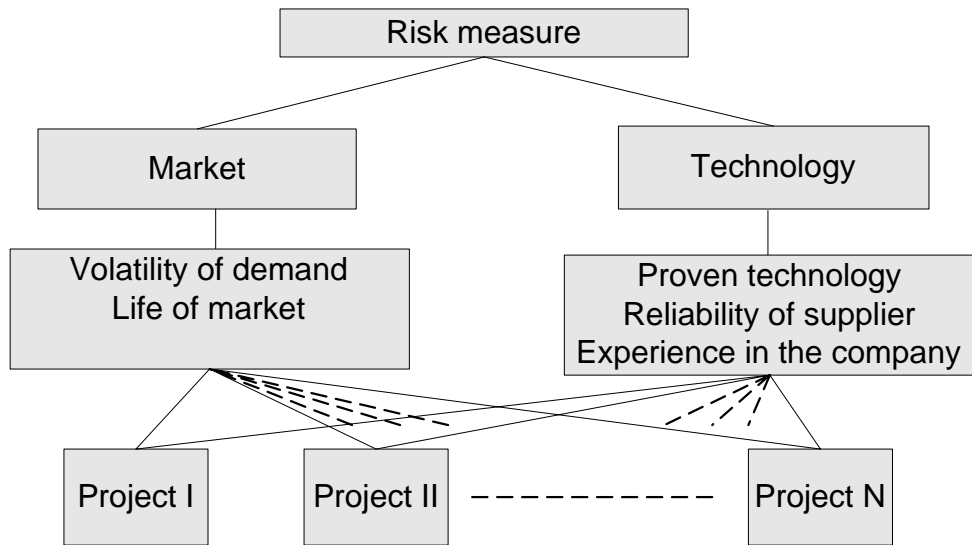 Risk measure
Market
Technology
Volatility of demand
Life of market
Proven technology
Reliability of supplier
Experience in the company
Project I
Project II
Project N